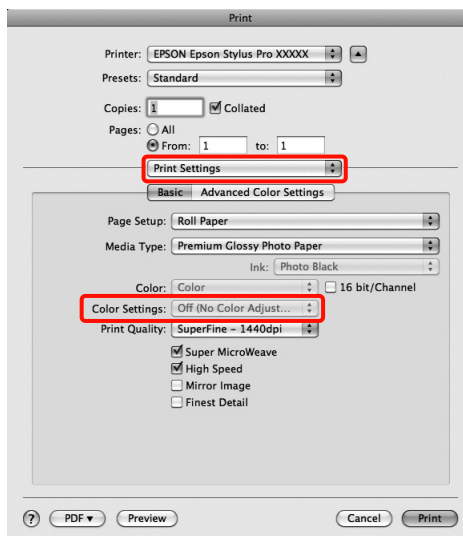 Print
Printer: EPSON Epson Stylus Pro XXXXX
Presets: Standard
Copies: 1 Collated
Pages: All
From: 1 to: 1
Print Settings
Basic Advanced Color Settings
Page Setup: Roll Paper
Media Type: Premium Glossy Photo Paper
Ink: Photo Black
Color: Color 16 bit/Channel
Color Settings: Off (No Color Adjust...
Print Quality: SuperFine – 1440dpi
Super MicroWeave
High Speed
Mirror Image
Finest Detail
? PDF ▼ Preview Cancel Print